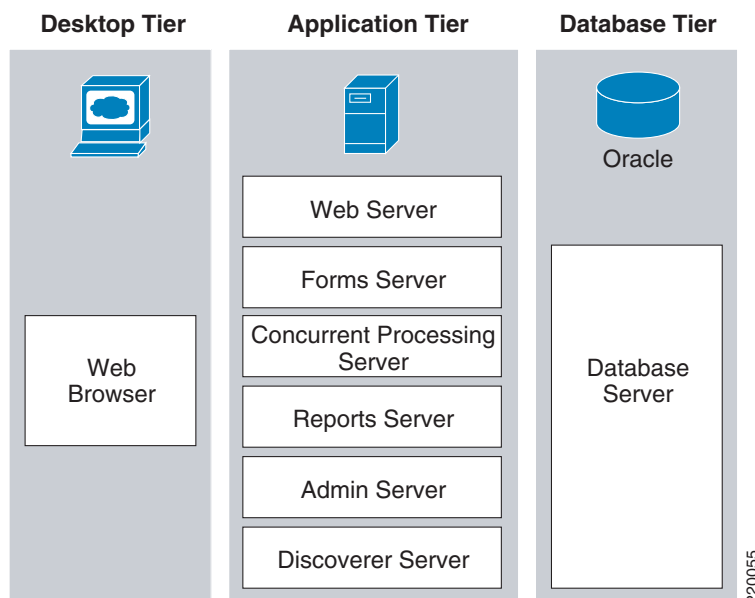 Desktop Tier
Application Tier
Database Tier
Oracle
Web Server
Forms Server
Concurrent Processing
Server
Reports Server
Admin Server
Discoverer Server
Web
Browser
Database
Server